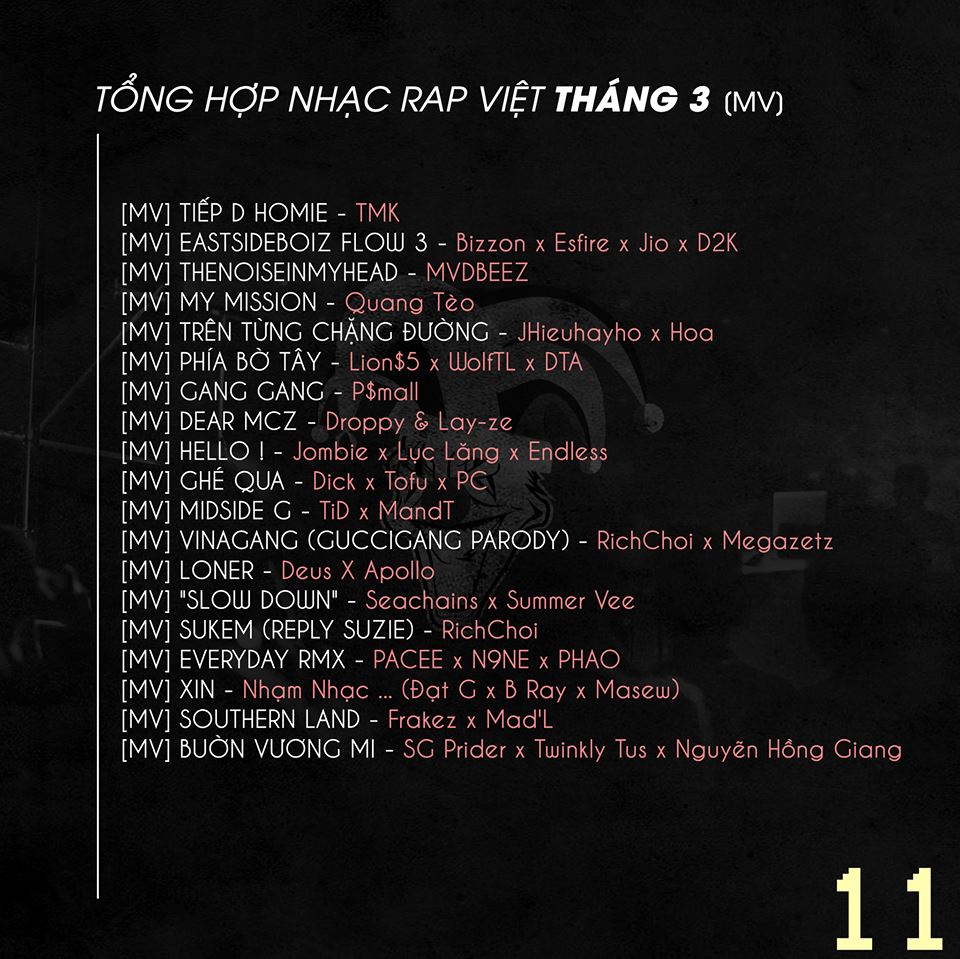 TỔNG HỢP NHẠC RAP VIỆT THÁNG 3 (MV)
[MV] TIẾP D HOMIE - TMK
[MV] EASTSIDEBOIZ FLOW 3 - Bizzon x Esfire x Jio x D2K
[MV] THENOISEINMYHEAD - MVDBEEZ
[MV] MY MISSION - Quang Tèo
[MV] TRÊN TỪNG CHẶNG ĐƯỜNG - JHieuhayho x Hoa
[MV] PHÍA BỜ TÂY - Lion$5 x WolfTL x DTA
[MV] GANG GANG - P$mall
[MV] DEAR MCZ - Droppy & Lay-ze
[MV] HELLO ! - Jombie x Lục Lăng x Endless
[MV] GHÉ QUA - Dick x Tofu x PC
[MV] MIDSIDE G - TiD x MandT
[MV] VINAGANG (GUCCIGANG PARODY) - RichChoi x Megazetz
[MV] LONER - Deus X Apollo
[MV] "SLOW DOWN" - Seachains x Summer Vee
[MV] SUKEM (REPLY SUZIE) - RichChoi
[MV] EVERYDAY RMX - PACEE x N9NE x PHAO
[MV] XIN - Nhạm Nhạc ... (Đạt G x B Ray x Masew)
[MV] SOUTHERN LAND - Frakez x Mad'L
[MV] BUỜN VƯƠNG MI - SG Prider x Twinkly Tus x Nguyễn Hồng Giang
11